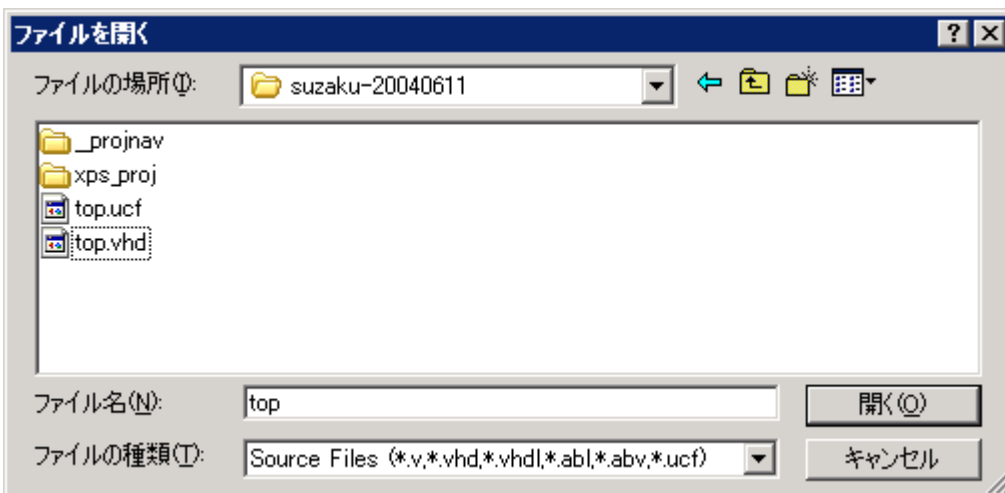 ファイルを開く
ファイルの場所(I): suzaku-20040611
_projnav
xps_proj
top.ucf
top.vhd
ファイル名(N): top 開く(O)
ファイルの種類(T): Source Files (*.v,*.vhd,*.vhdl,*.abl,*.abv,*.ucf) キャンセル